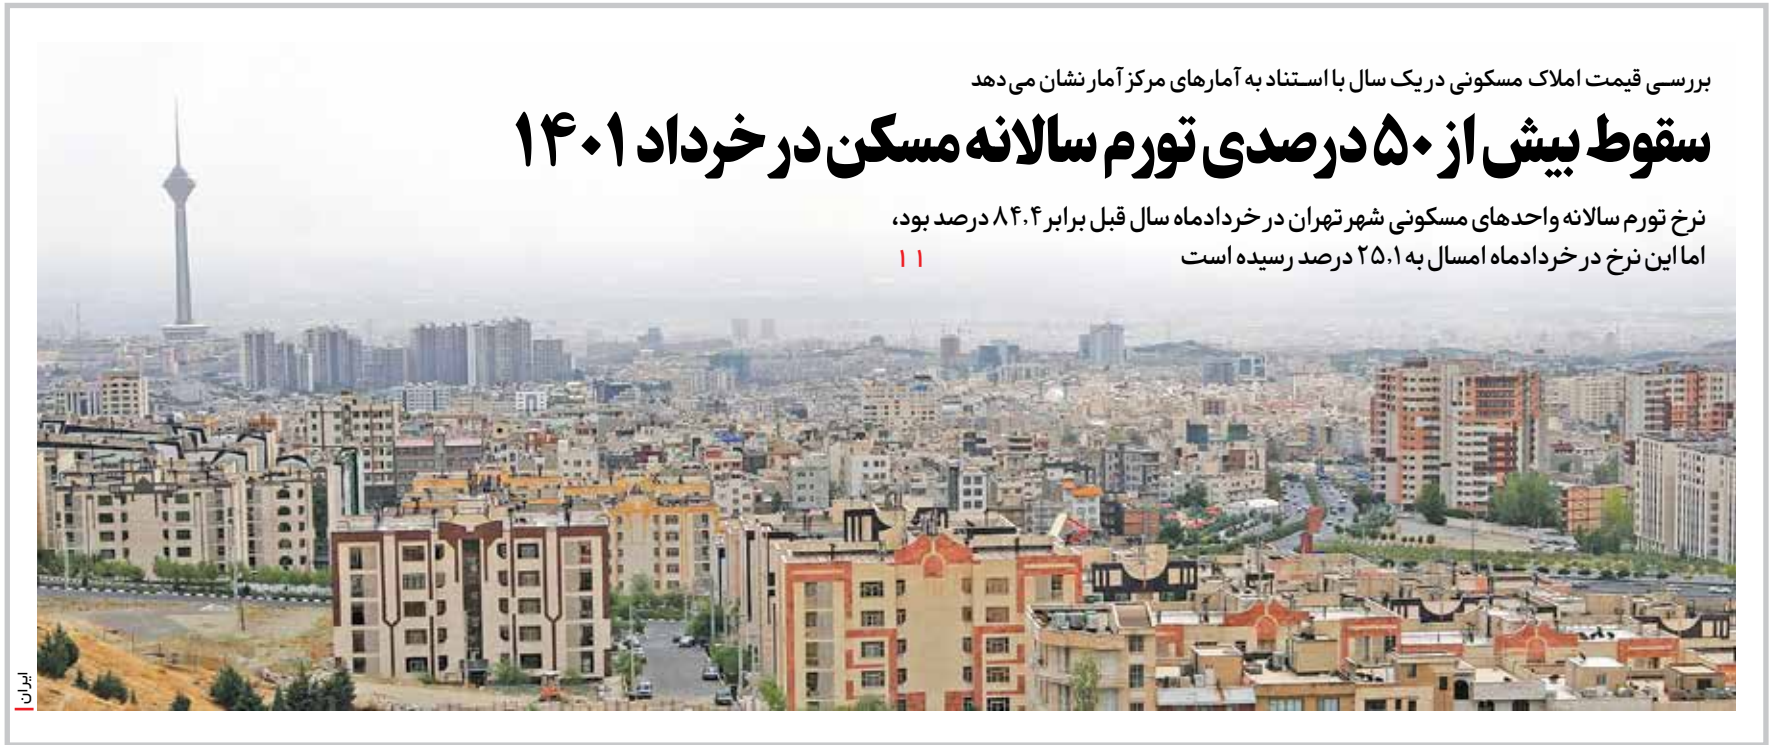 بررسی قیمت املاک مسکونی در یک سال با استناد به آمارهای مرکز آمار نشان می‌دهد
سقوط بیش از ۵۰ درصدی تورم سالانه مسکن در خرداد ۱۴۰۱
نرخ تورم سالانه واحدهای مسکونی شهر تهران در خردادماه سال قبل برابر ۸۴.۴ درصد بود،
اما این نرخ در خردادماه امسال به ۲۵.۱ درصد رسیده است
۱۱
ایران